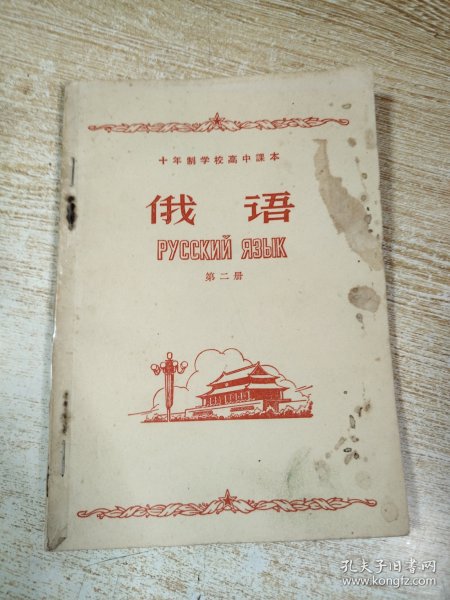 十年制学校高中課本
俄语
РУССКИЙ ЯЗЫК
第二册
孔夫子旧书网
www.kongfz.com